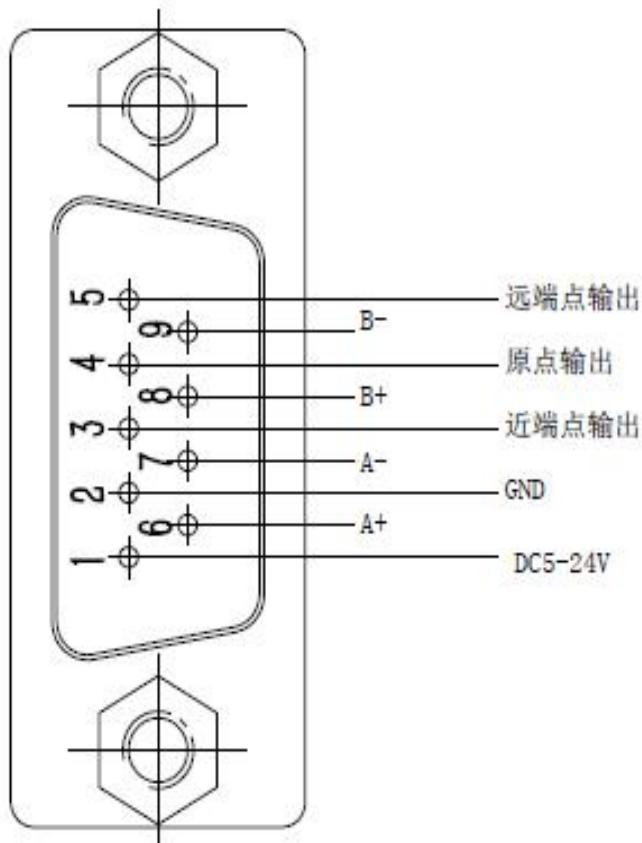 5 远端点输出
9 B-
4 原点输出
8 B+
3 近端点输出
7 A-
2 GND
6 A+
1 DC5-24V